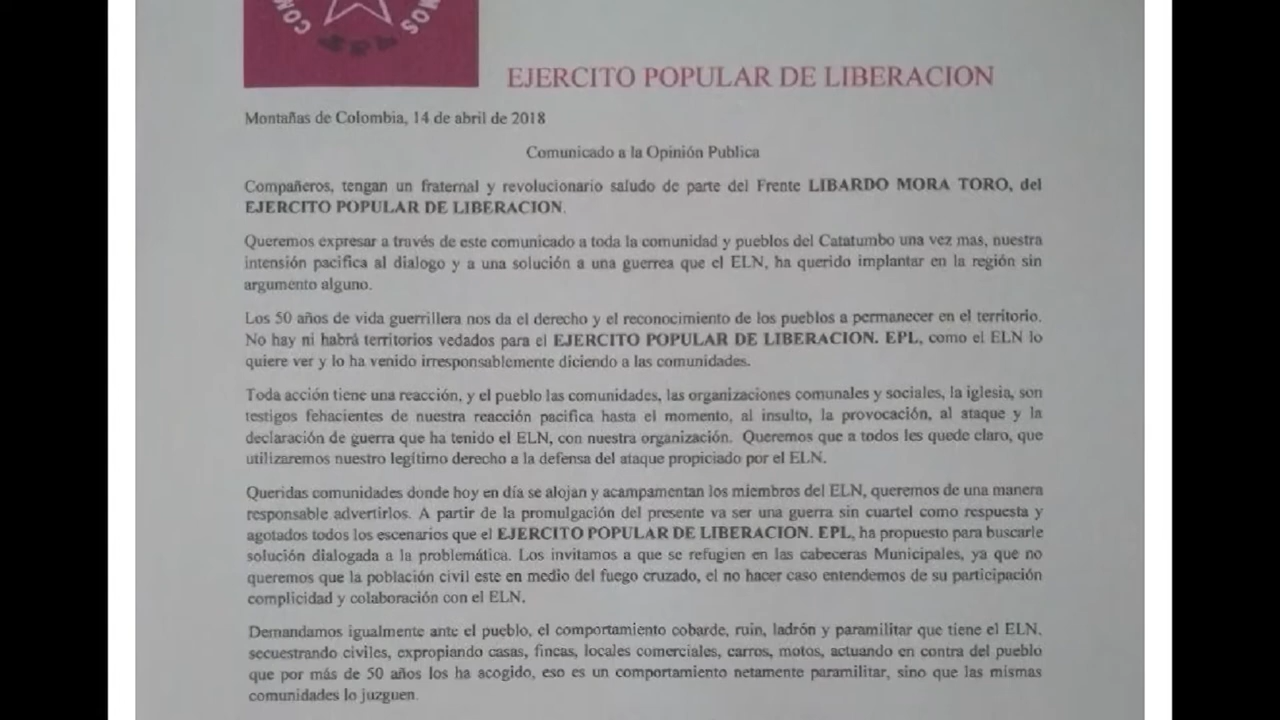 COM
MOS
EPL
EJERCITO POPULAR DE LIBERACION
Montañas de Colombia, 14 de abril de 2018
Comunicado a la Opinión Publica
Compañeros, tengan un fraternal y revolucionario saludo de parte del Frente LIBARDO MORA TORO, del
EJERCITO POPULAR DE LIBERACION.
Queremos expresar a través de este comunicado a toda la comunidad y pueblos del Catatumbo una vez mas, nuestra
intensión pacifica al dialogo y a una solución a una guerrea que el ELN, ha querido implantar en la región sin
argumento alguno.
Los 50 años de vida guerrillera nos da el derecho y el reconocimiento de los pueblos a permanecer en el territorio.
No hay ni habrá territorios vedados para el EJERCITO POPULAR DE LIBERACION. EPL, como el ELN lo
quiere ver y lo ha venido irresponsablemente diciendo a las comunidades.
Toda acción tiene una reacción, y el pueblo las comunidades, las organizaciones comunales y sociales, la iglesia, son
testigos fehacientes de nuestra reacción pacifica hasta el momento, al insulto, la provocación, al ataque y la
declaración de guerra que ha tenido el ELN, con nuestra organización. Queremos que a todos les quede claro, que
utilizaremos nuestro legítimo derecho a la defensa del ataque propiciado por el ELN.
Queridas comunidades donde hoy en día se alojan y acampamentan los miembros del ELN, queremos de una manera
responsable advertirlos. A partir de la promulgación del presente va ser una guerra sin cuartel como respuesta y
agotados todos los escenarios que el EJERCITO POPULAR DE LIBERACION. EPL, ha propuesto para buscarle
solución dialogada a la problemática. Los invitamos a que se refugien en las cabeceras Municipales, ya que no
queremos que la población civil este en medio del fuego cruzado, el no hacer caso entendemos de su participación
complicidad y colaboración con el ELN.
Demandamos igualmente ante el pueblo, el comportamiento cobarde, ruin, ladrón y paramilitar que tiene el ELN,
secuestrando civiles, expropiando casas, fincas, locales comerciales, carros, motos, actuando en contra del pueblo
que por más de 50 años los ha acogido, eso es un comportamiento netamente paramilitar, sino que las mismas
comunidades lo juzguen.